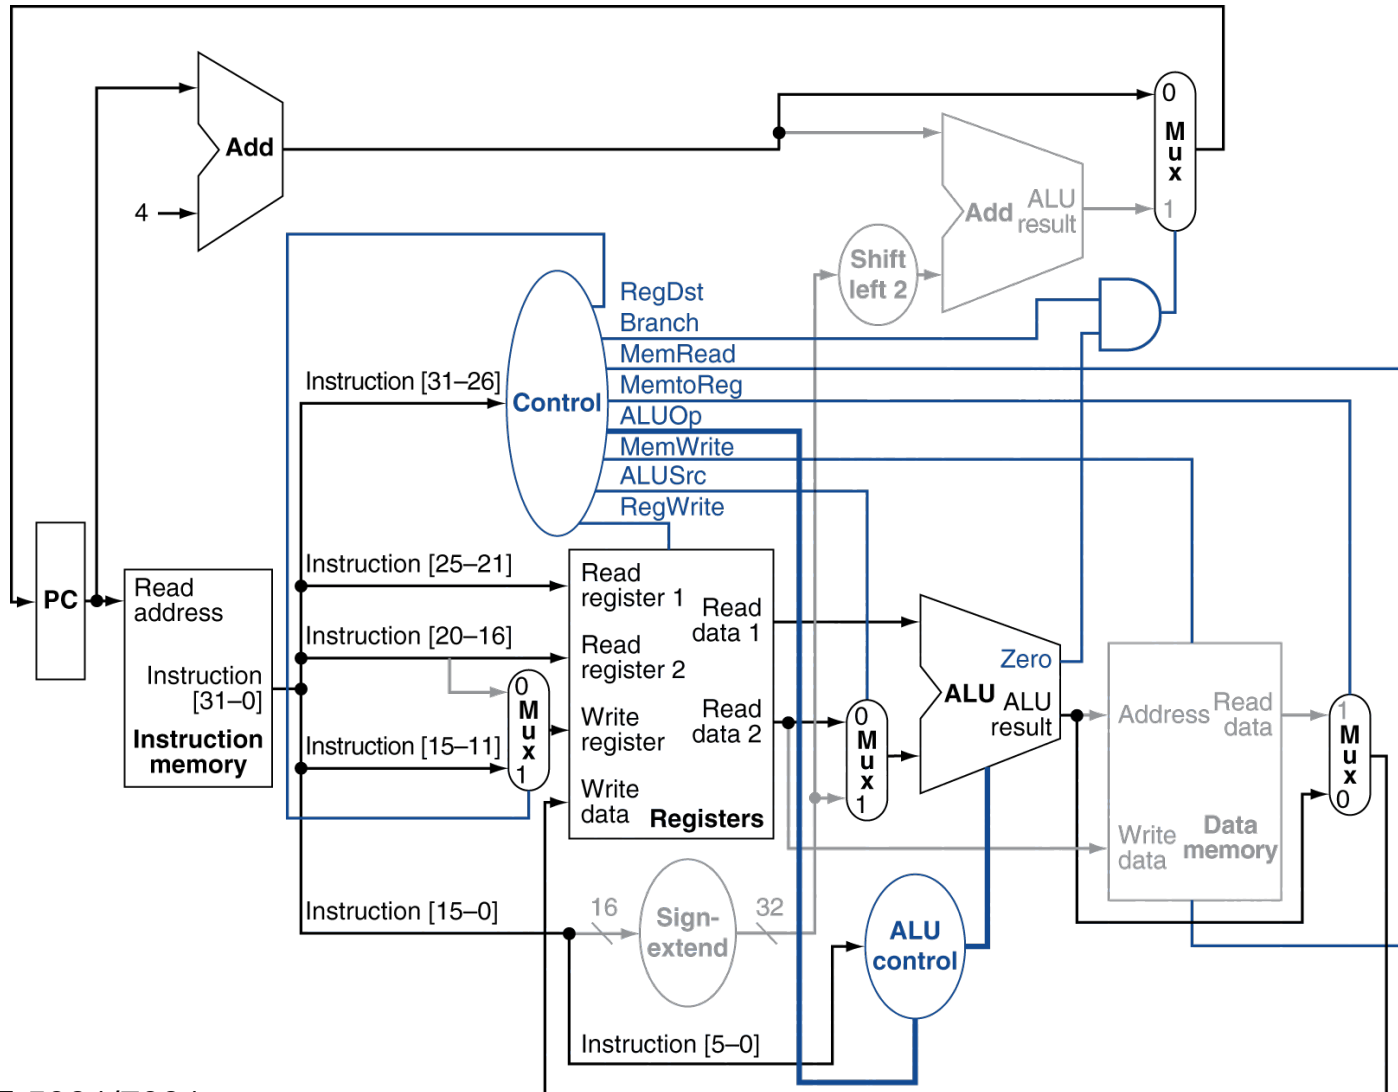 0
M
u
x
1
Add
4
Add
ALU
result
Shift
left 2
RegDst
Branch
MemRead
MemtoReg
ALUOp
MemWrite
ALUSrc
RegWrite
Instruction [31–26]
Control
Instruction [25–21]
Instruction [20–16]
Instruction [15–11]
Instruction [15–0]
Instruction [5–0]
PC
Read
address
Instruction
[31–0]
Instruction
memory
0
M
u
x
1
Read
register 1
Read
register 2
Write
register
Write
data
Read
data 1
Read
data 2
Registers
0
M
u
x
1
Zero
ALU
ALU
result
Address
Read
data
Write
data
Data
memory
1
M
u
x
0
16
Sign-
extend
32
ALU
control